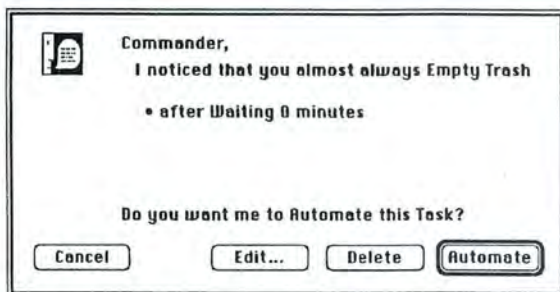 Commander,
I noticed that you almost always Empty Trash
• after Waiting 0 minutes
Do you want me to Automate this Task?
Cancel
Edit...
Delete
Automate